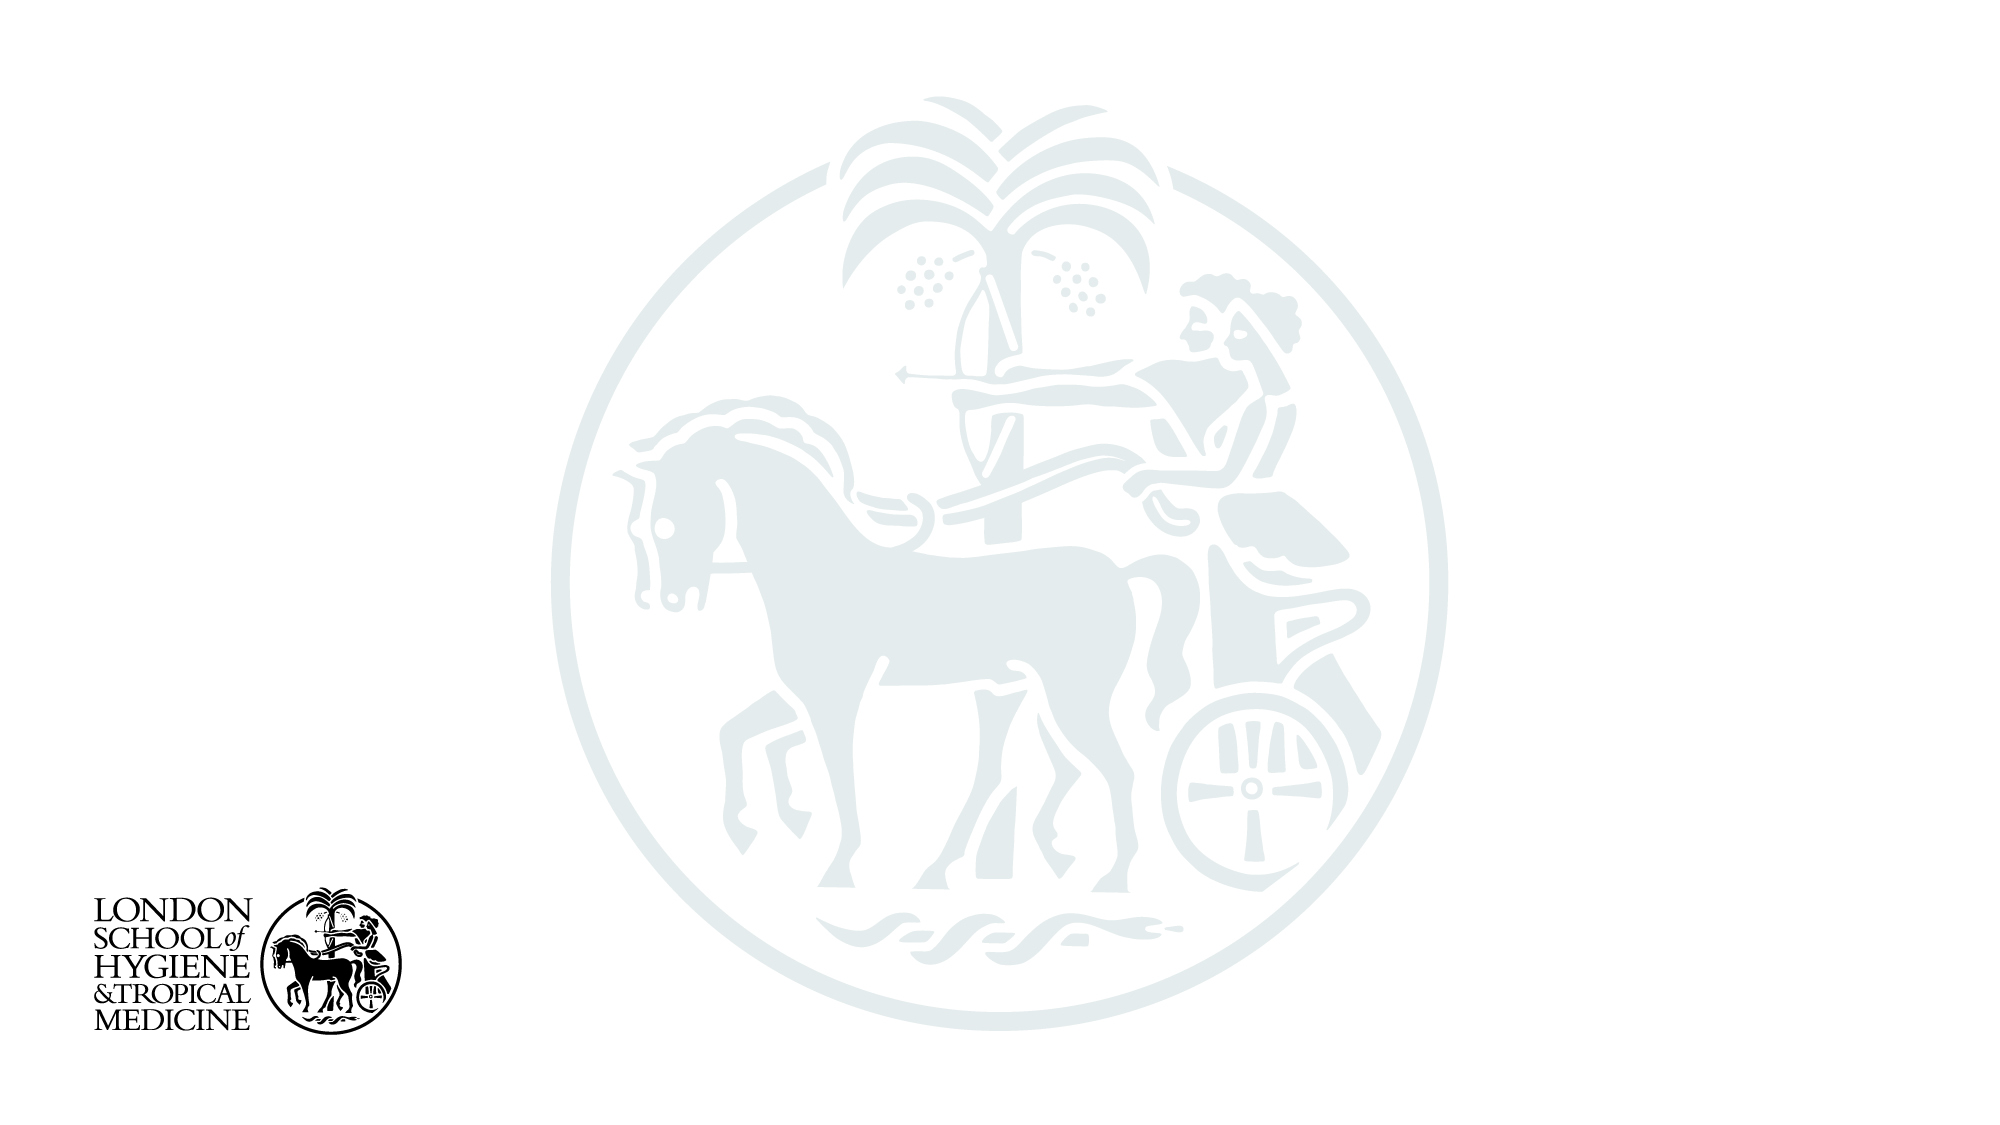 LONDON
SCHOOL of
HYGIENE
&TROPICAL
MEDICINE